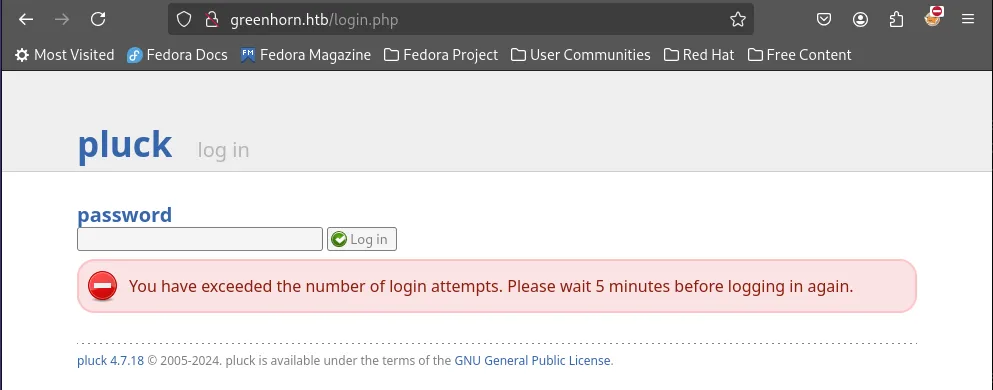 greenhorn.htb/login.php
Most Visited Fedora Docs FM Fedora Magazine Fedora Project User Communities Red Hat Free Content
pluck log in
password
Log in
You have exceeded the number of login attempts. Please wait 5 minutes before logging in again.
pluck 4.7.18 © 2005-2024. pluck is available under the terms of the GNU General Public License.